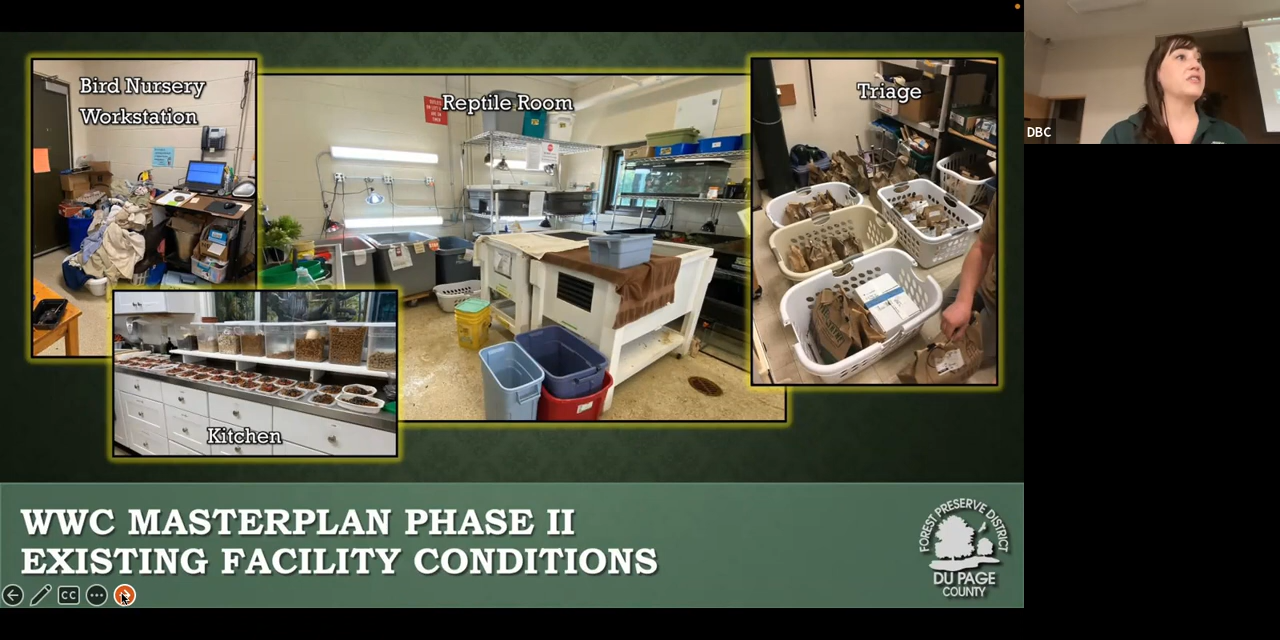 Bird Nursery
Workstation
Reptile Room
Triage
Kitchen
WWC MASTERPLAN PHASE II
EXISTING FACILITY CONDITIONS
FOREST PRESERVE DISTRICT
DU PAGE
COUNTY
CC
DBC